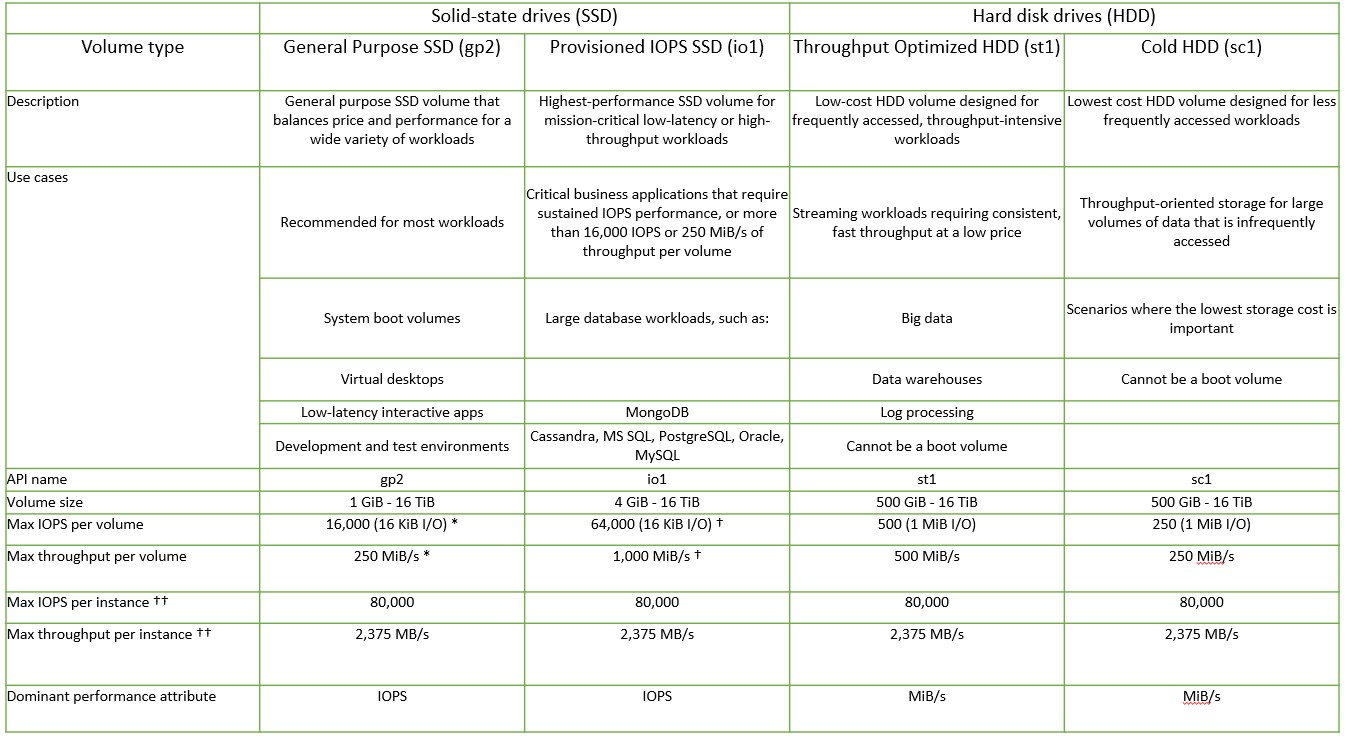 Solid-state drives (SSD) Hard disk drives (HDD)
Volume type General Purpose SSD (gp2) Provisioned IOPS SSD (io1) Throughput Optimized HDD (st1) Cold HDD (sc1)
Description
General purpose SSD volume that
balances price and performance for a
wide variety of workloads
Highest-performance SSD volume for
mission-critical low-latency or high-
throughput workloads
Low-cost HDD volume designed for
frequently accessed, throughput-intensive
workloads
Lowest cost HDD volume designed for less
frequently accessed workloads
Use cases
Recommended for most workloads
Critical business applications that require
sustained IOPS performance, or more
than 16,000 IOPS or 250 MiB/s of
throughput per volume
Streaming workloads requiring consistent,
fast throughput at a low price
Throughput-oriented storage for large
volumes of data that is infrequently
accessed
System boot volumes
Large database workloads, such as:
Big data
Scenarios where the lowest storage cost is
important
Virtual desktops
Data warehouses
Cannot be a boot volume
Low-latency interactive apps
MongoDB
Log processing
Development and test environments
Cassandra, MS SQL, PostgreSQL, Oracle,
MySQL
Cannot be a boot volume
API name gp2 io1 st1 sc1
Volume size 1 GiB - 16 TiB 4 GiB - 16 TiB 500 GiB - 16 TiB 500 GiB - 16 TiB
Max IOPS per volume 16,000 (16 KiB I/O) * 64,000 (16 KiB I/O) † 500 (1 MiB I/O) 250 (1 MiB I/O)
Max throughput per volume 250 MiB/s * 1,000 MiB/s † 500 MiB/s 250 MiB/s
Max IOPS per instance †† 80,000 80,000 80,000 80,000
Max throughput per instance †† 2,375 MB/s 2,375 MB/s 2,375 MB/s 2,375 MB/s
Dominant performance attribute IOPS IOPS MiB/s MiB/s